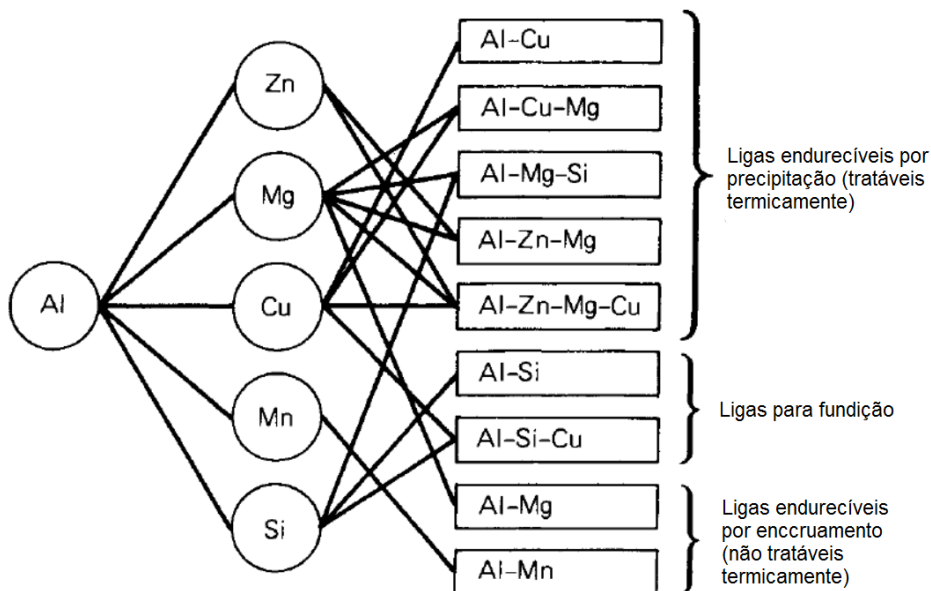 Al
Zn
Mg
Cu
Mn
Si
Al-Cu
Al-Cu-Mg
Al-Mg-Si
Al-Zn-Mg
Al-Zn-Mg-Cu
Al-Si
Al-Si-Cu
Al-Mg
Al-Mn
Ligas endurecíveis por
precipitação (tratáveis
termicamente)
Ligas para fundição
Ligas endurecíveis
por enccruamento
(não tratáveis
termicamente)